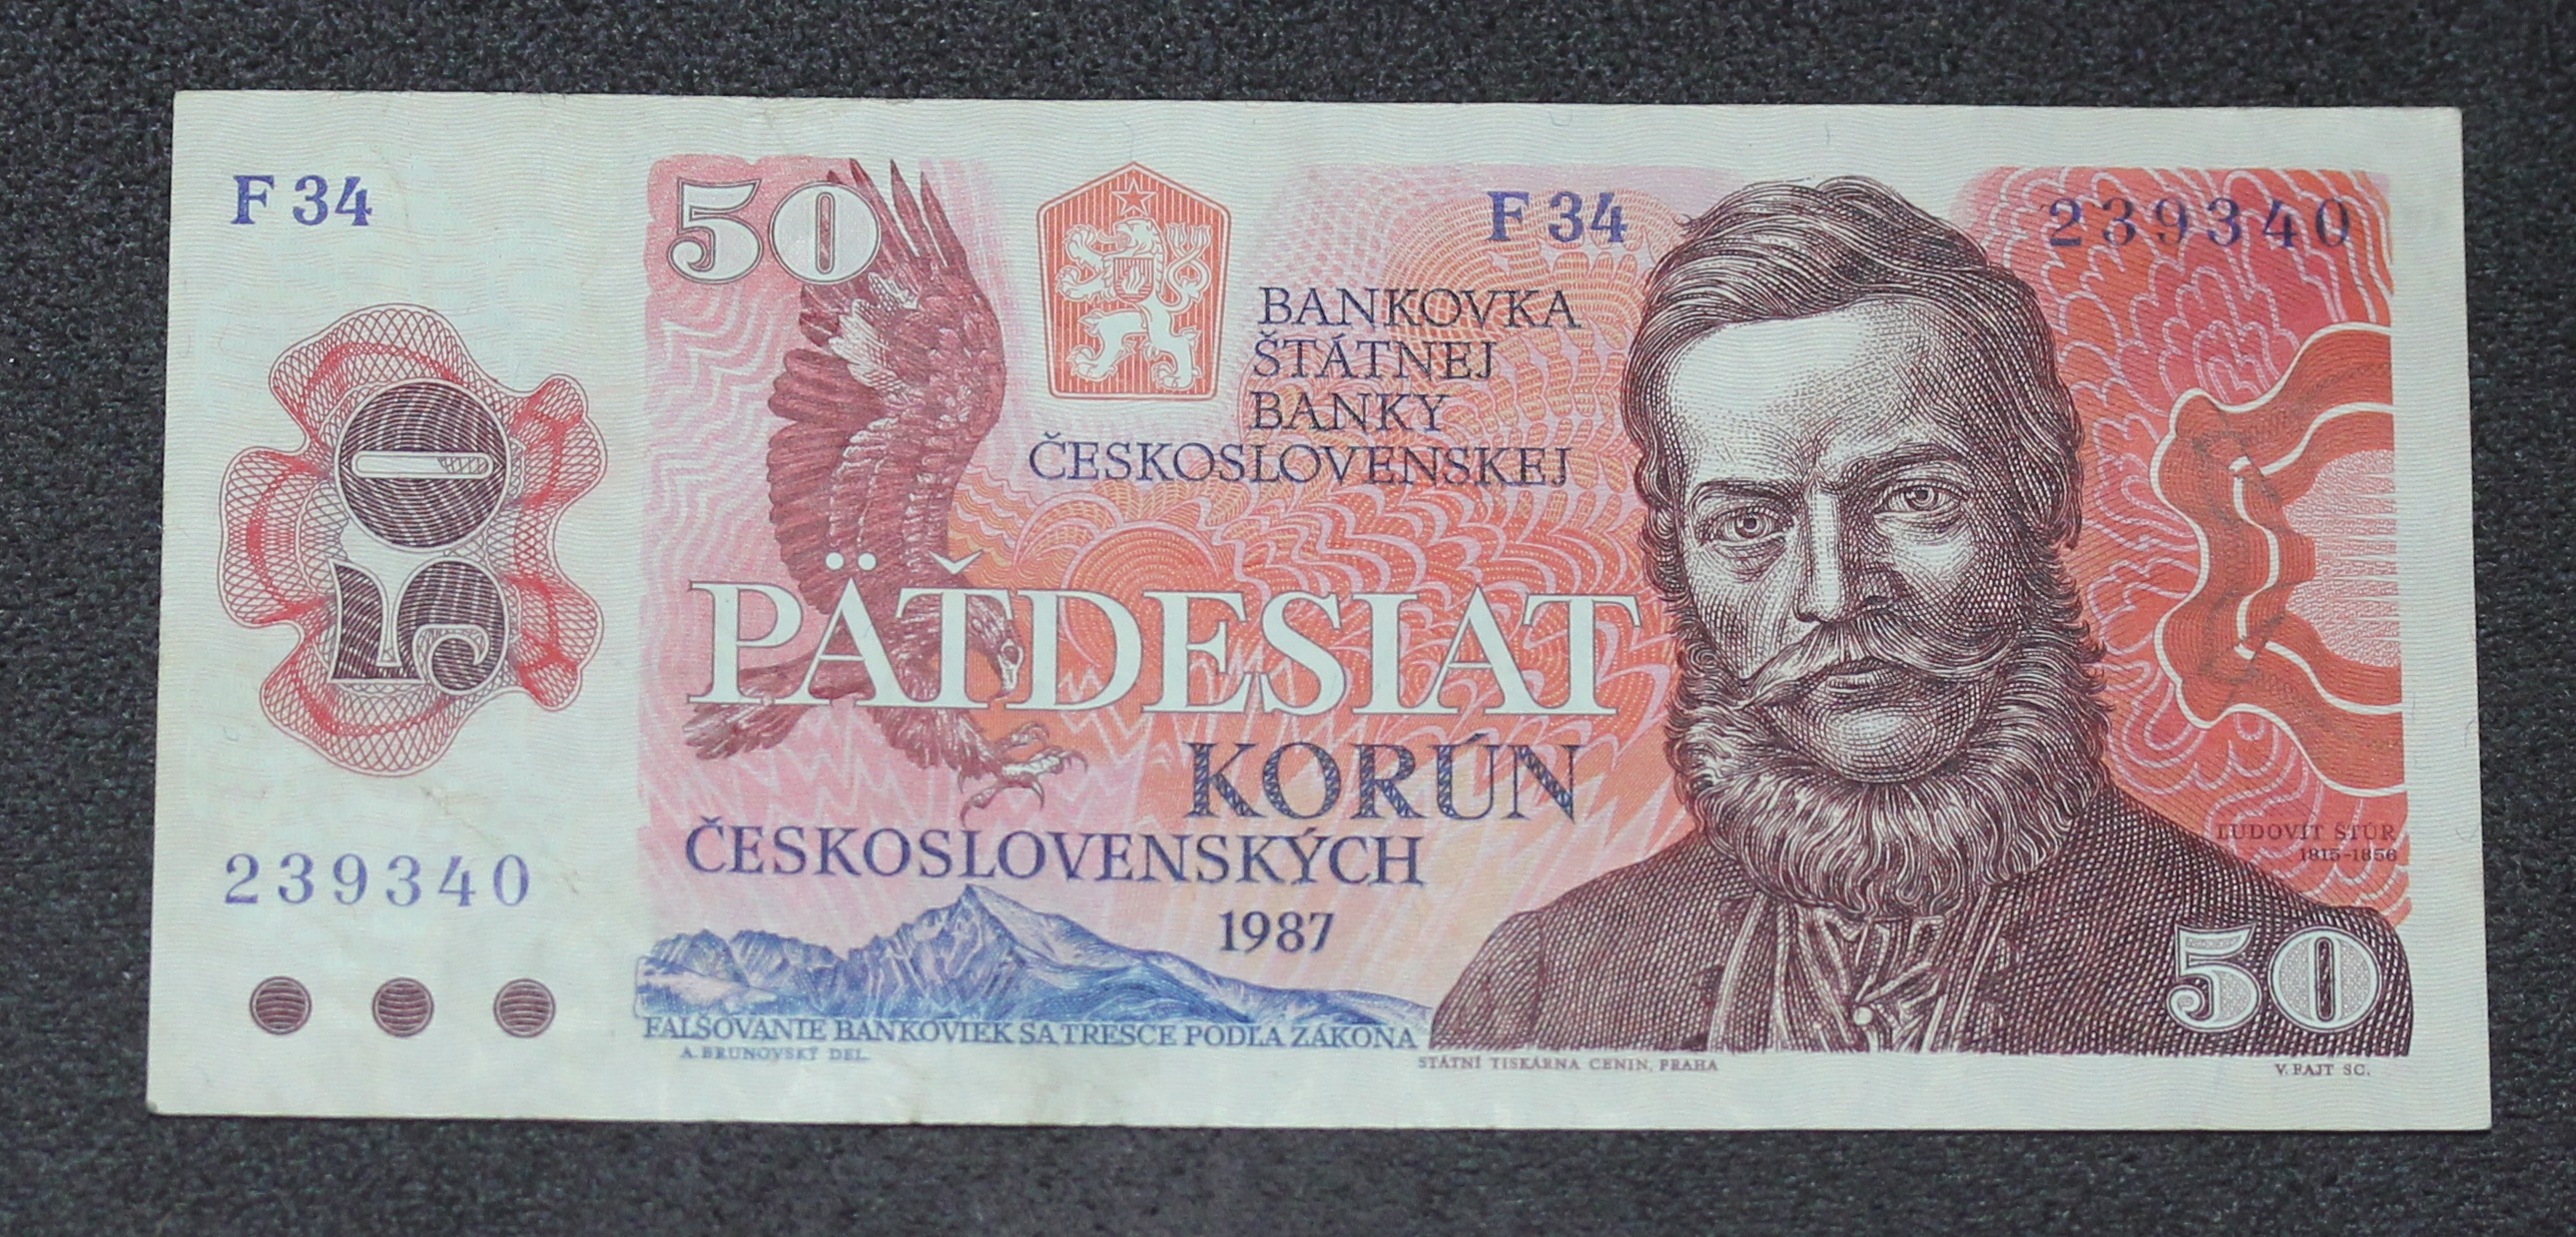 F 34
50
F 34
239340
BANKOVKA
ŠTÁTNEJ
BANKY
ČESKOSLOVENSKEJ
50
PÄŤDESIAT
KORÚN
ČESKOSLOVENSKÝCH
1987
239340
ĽUDOVÍT ŠTÚR
1815-1856
50
FALŠOVANIE BANKOVIEK SA TRESCE PODĽA ZÁKONA
A. BRUNOVSKÝ DEL.
STÁTNÍ TISKÁRNA CENIN, PRAHA
V. FAJT SC.